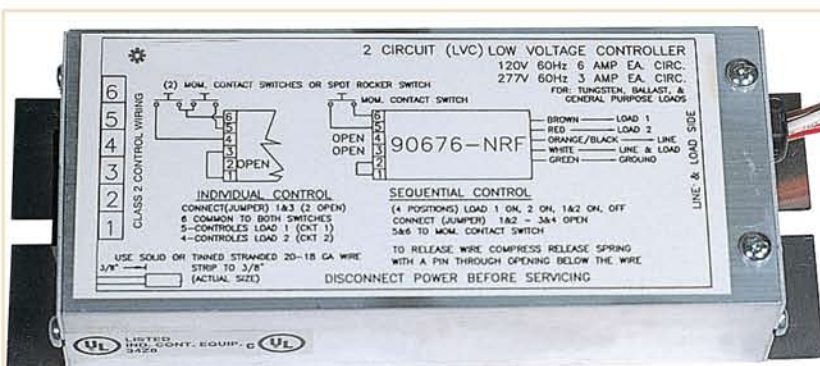 2 CIRCUIT (LVC) LOW VOLTAGE CONTROLLER
120V 60Hz 6 AMP EA. CIRC.
277V 60Hz 3 AMP EA. CIRC.
FOR: TUNGSTEN, BALLAST, &
GENERAL PURPOSE LOADS
6
5
4
3
2
1
CLASS 2 CONTROL WIRING
(2) MOM. CONTACT SWITCHES OR SPDT ROCKER SWITCH
6
5
4
3
2
1
OPEN
INDIVIDUAL CONTROL
CONNECT(JUMPER) 1&3 (2 OPEN)
6 COMMON TO BOTH SWITCHES
5-CONTROLES LOAD 1 (CKT 1)
4-CONTROLES LOAD 2 (CKT 2)
MOM. CONTACT SWITCH
OPEN
OPEN
6
5
4
3
2
1
90676-NRF
BROWN LOAD 1
RED LOAD 2
ORANGE/BLACK LINE
WHITE LINE & LOAD
GREEN GROUND
LINE & LOAD SIDE
SEQUENTIAL CONTROL
(4 POSITIONS) LOAD 1 ON, 2 ON, 1&2 ON, OFF
CONNECT (JUMPER) 1&2 - 3&4 OPEN
5&6 TO MOM. CONTACT SWITCH
USE SOLID OR TINNED STRANDED 20-18 GA WIRE
3/8" STRIP TO 3/8"
(ACTUAL SIZE)
TO RELEASE WIRE COMPRESS RELEASE SPRING
WITH A PIN THROUGH OPENING BELOW THE WIRE
DISCONNECT POWER BEFORE SERVICING
UL LISTED
IND. CONT. EQUIP. C UL
34Z8